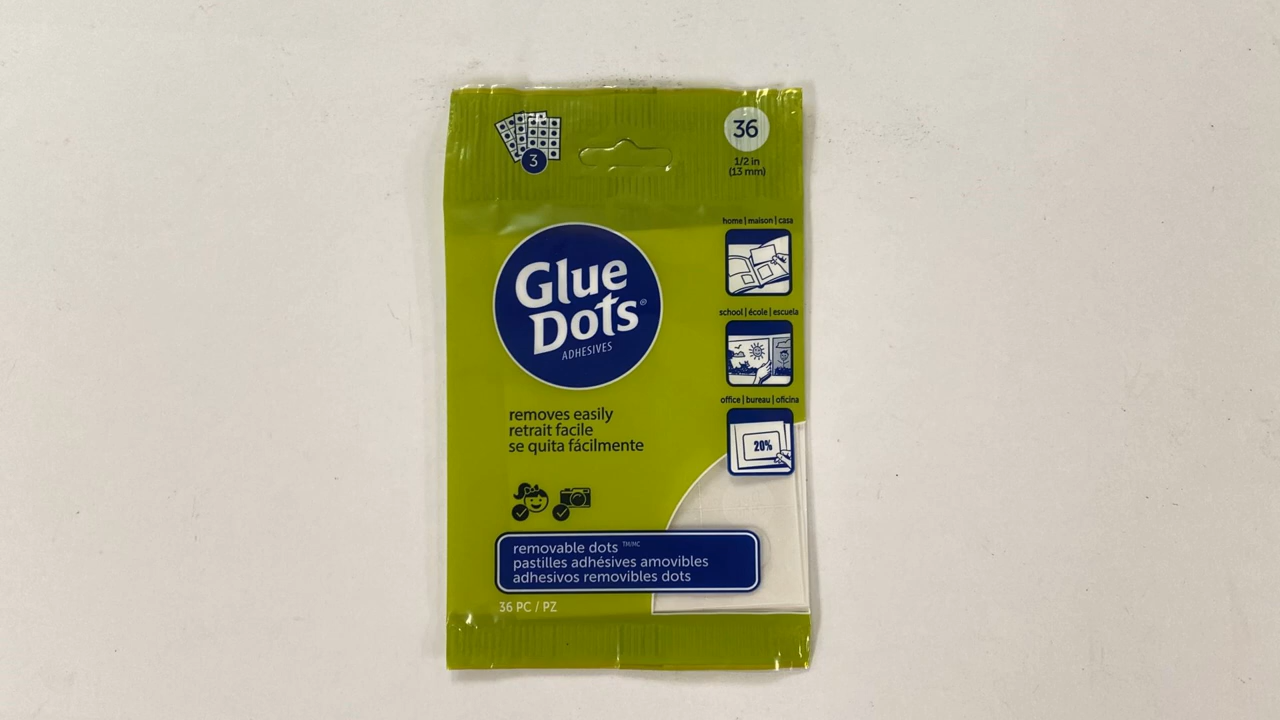 3
36
1/2 in
(13 mm)
home | maison | casa
Glue
Dots®
ADHESIVES
school | école | escuela
office | bureau | oficina
20%
removes easily
retrait facile
se quita fácilmente
removable dots TM/MC
pastilles adhésives amovibles
adhesivos removibles dots
36 PC / PZ